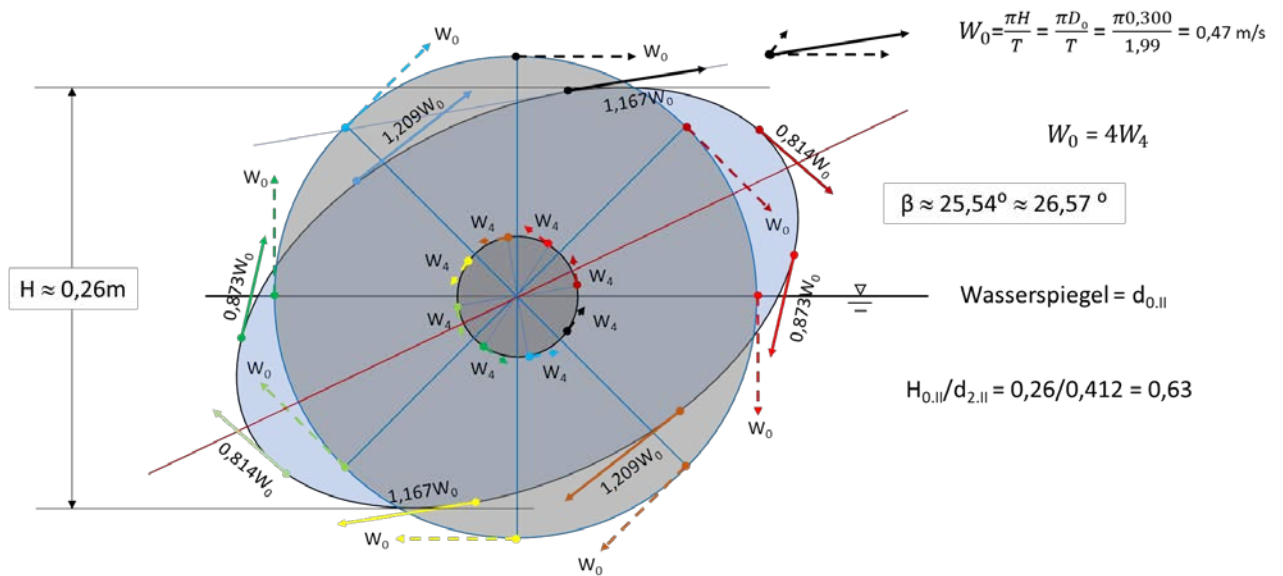 W₀=πH/T = πD₀/T = π0,300/1,99 = 0,47 m/s
W₀
W₀
1,167W₀
1,209W₀
0,814W₀
W₀ = 4W₄
W₀
β ≈ 25,54⁰ ≈ 26,57 ⁰
W₀
W₄
W₄
W₄
W₄
0,873W₀
H ≈ 0,26m
Wasserspiegel = d₀.II
W₄
W₄
0,873W₀
W₄
W₄
W₀
H₀.II/d₂.II = 0,26/0,412 = 0,63
W₀
0,814W₀
1,209W₀
1,167W₀
W₀
W₀